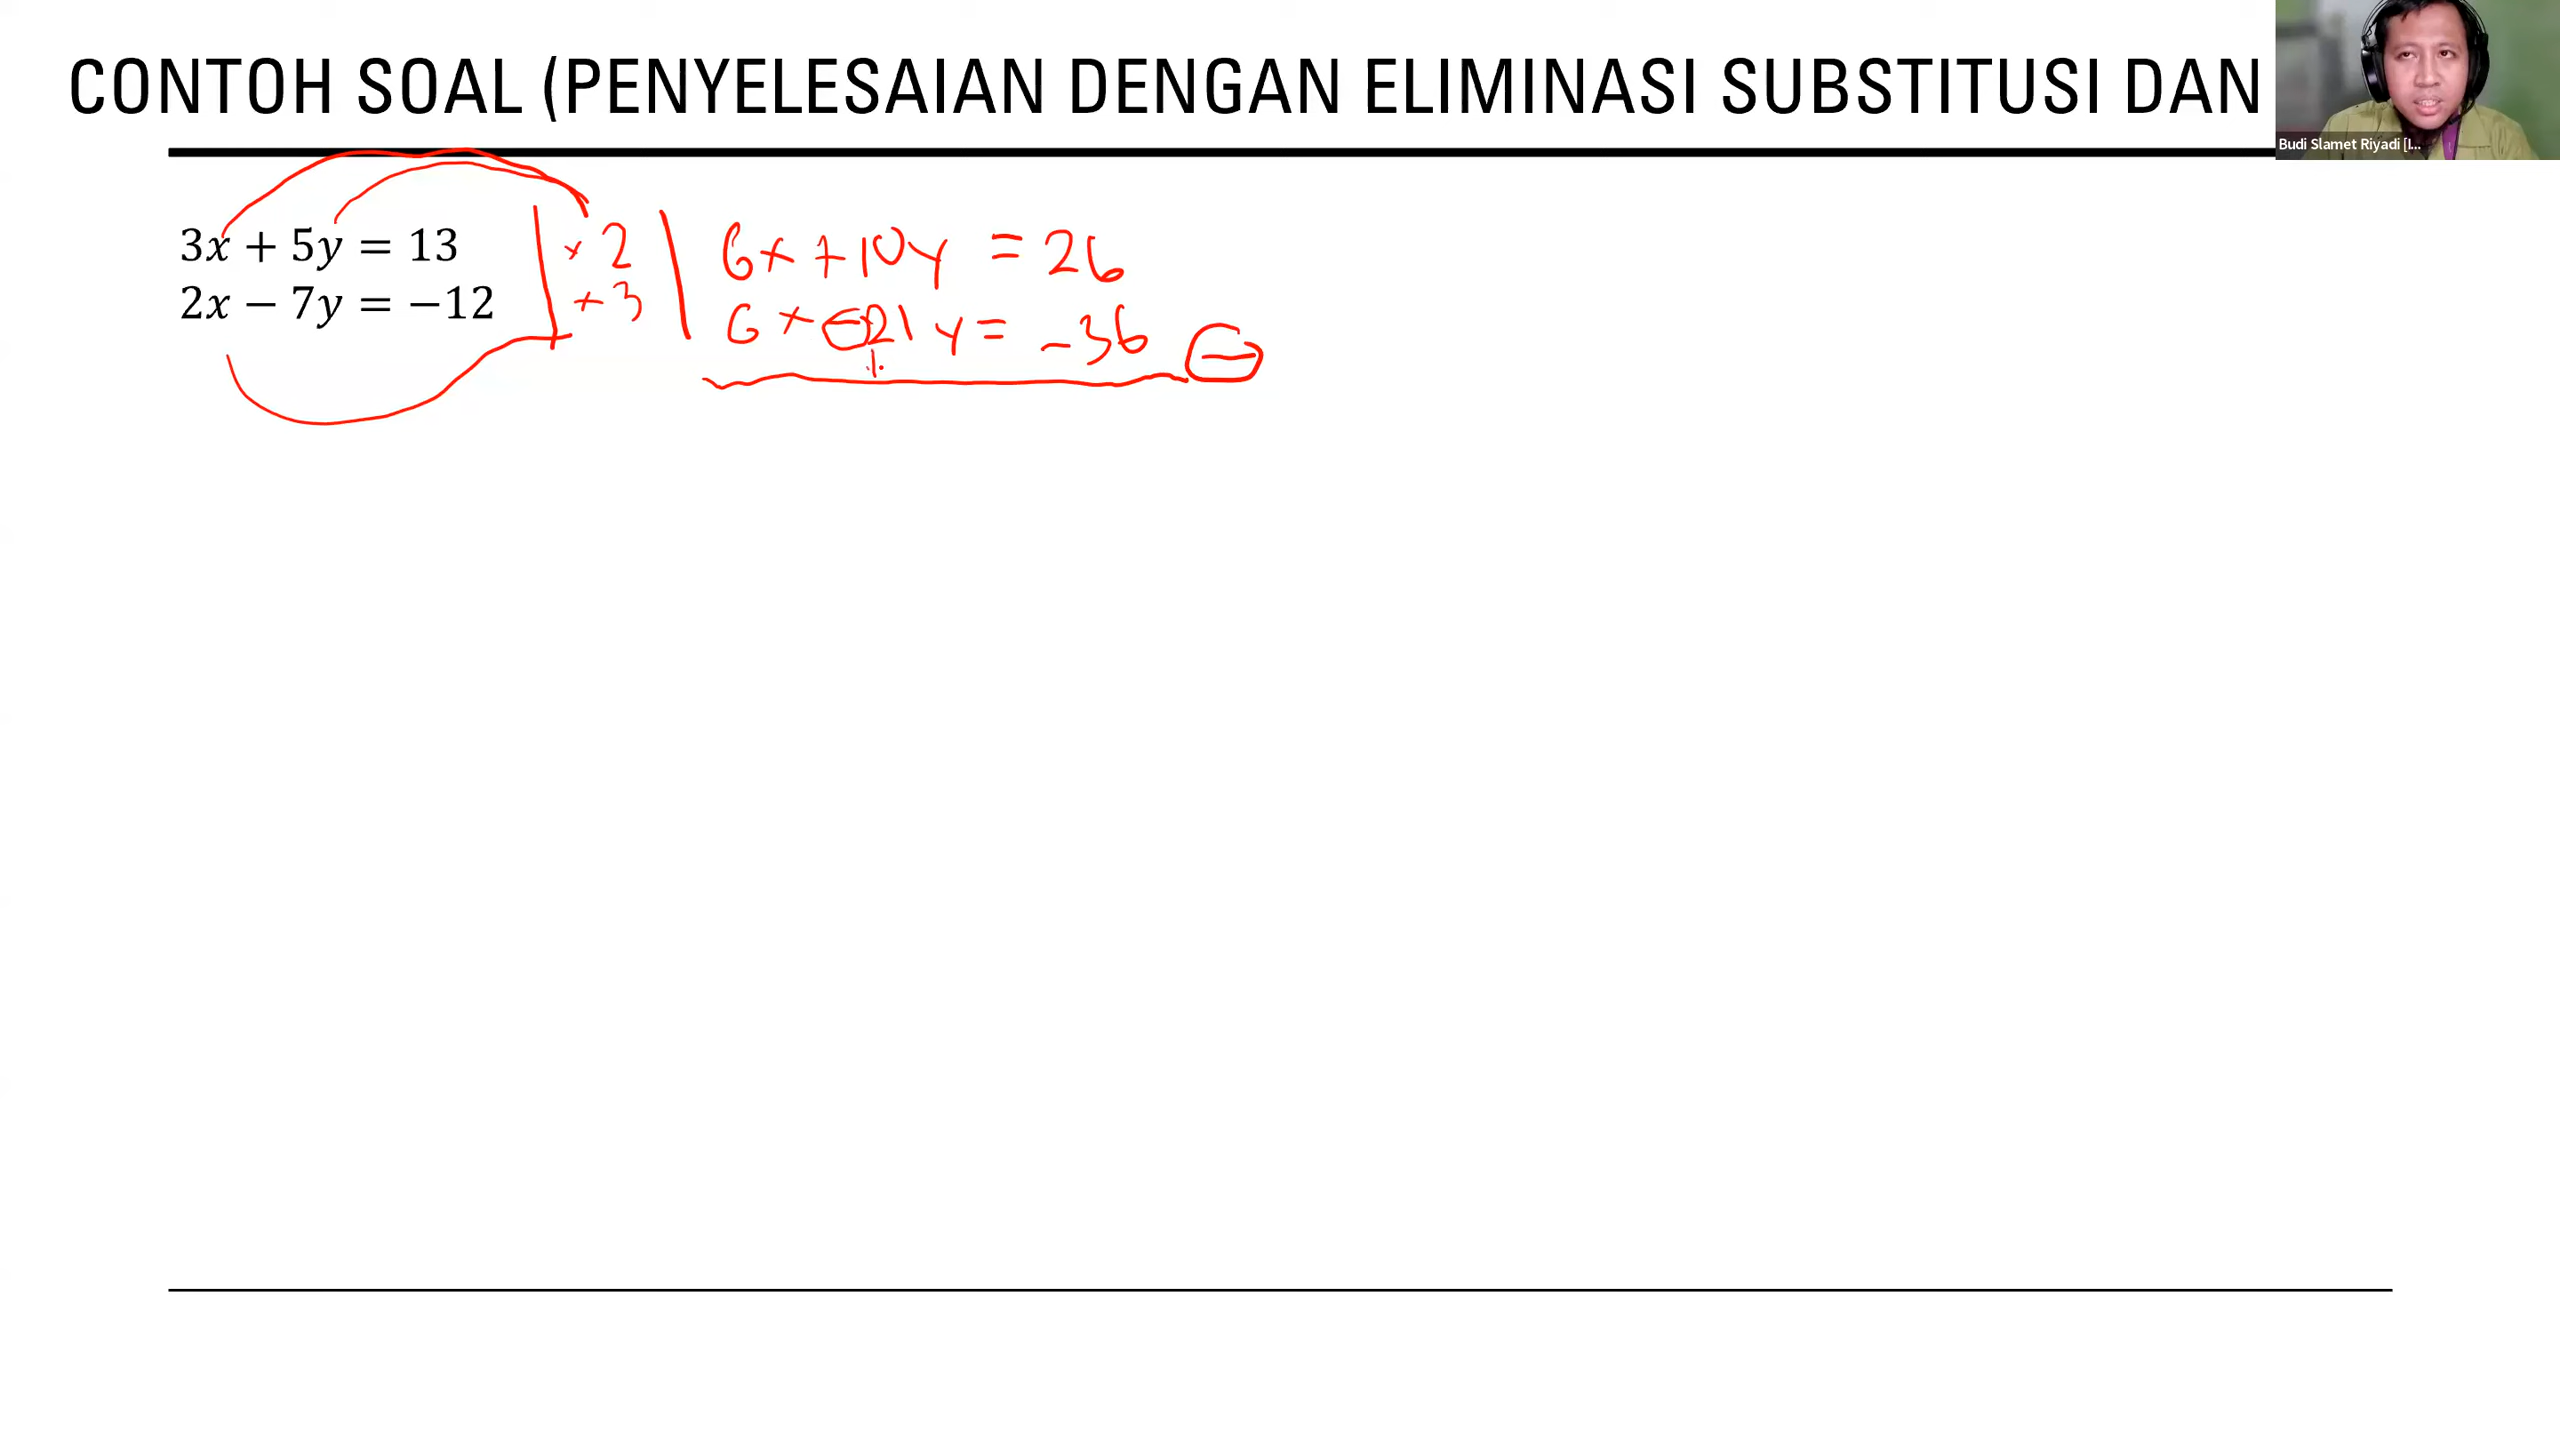 CONTOH SOAL (PENYELESAIAN DENGAN ELIMINASI SUBSTITUSI DAN
Budi Slamet Riyadi [I...
3x + 5y = 13 | × 2 | 6x + 10y = 26
2x − 7y = −12 | × 3 | 6x − 21y = −36 −
+